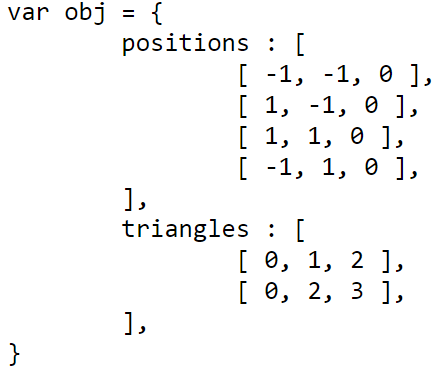 var obj = {
        positions : [
                [ -1, -1, 0 ],
                [ 1, -1, 0 ],
                [ 1, 1, 0 ],
                [ -1, 1, 0 ],
        ],
        triangles : [
                [ 0, 1, 2 ],
                [ 0, 2, 3 ],
        ],
}